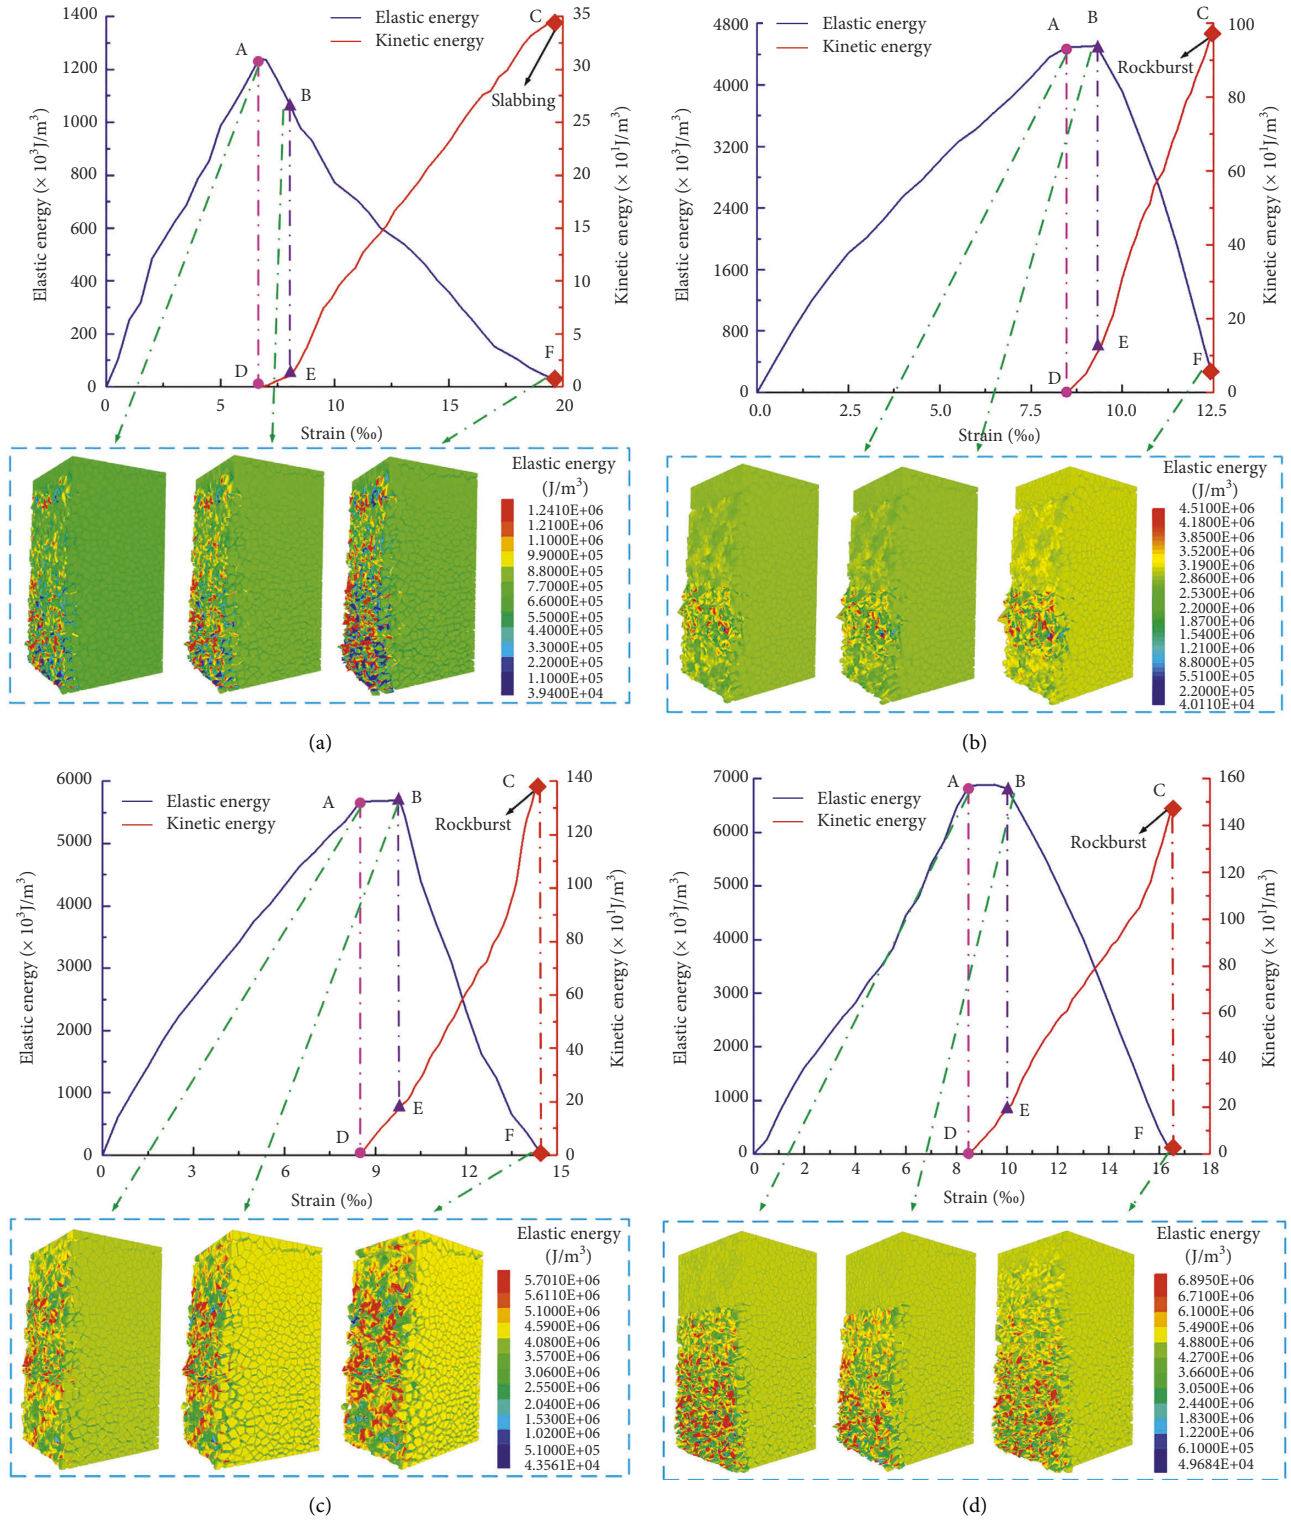 Elastic energy
Kinetic energy
Elastic energy (× 10³J/m³)
1400
1200
1000
800
600
400
200
0
A
B
C
D
E
F
Slabbing
35
30
25
20
15
10
5
0
Kinetic energy (× 10¹J/m³)
0
5
10
15
20
Strain (‰)
Elastic energy
(J/m³)
1.2410E+06
1.2100E+06
1.1000E+06
9.9000E+05
8.8000E+05
7.7000E+05
6.6000E+05
5.5000E+05
4.4000E+05
3.3000E+05
2.2000E+05
1.1000E+05
3.9400E+04
(a)
Elastic energy
Kinetic energy
Elastic energy (× 10³J/m³)
4800
4000
3200
2400
1600
800
0
A
B
C
D
E
F
Rockburst
100
80
60
40
20
0
Kinetic energy (× 10¹J/m³)
0.0
2.5
5.0
7.5
10.0
12.5
Strain (‰)
Elastic energy
(J/m³)
4.5100E+06
4.1800E+06
3.8500E+06
3.5200E+06
3.1900E+06
2.8600E+06
2.5300E+06
2.2000E+06
1.8700E+06
1.5400E+06
1.2100E+06
8.8000E+05
5.5100E+05
2.2000E+05
4.0110E+04
(b)
Elastic energy
Kinetic energy
Elastic energy (× 10³J/m³)
6000
5000
4000
3000
2000
1000
0
A
B
C
D
E
F
Rockburst
140
120
100
80
60
40
20
0
Kinetic energy (× 10¹J/m³)
0
3
6
9
12
15
Strain (‰)
Elastic energy
(J/m³)
5.7010E+06
5.6110E+06
5.1000E+06
4.5900E+06
4.0800E+06
3.5700E+06
3.0600E+06
2.5500E+06
2.0400E+06
1.5300E+06
1.0200E+06
5.1000E+05
4.3561E+04
(c)
Elastic energy
Kinetic energy
Elastic energy (× 10³J/m³)
7000
6000
5000
4000
3000
2000
1000
0
A
B
C
D
E
F
Rockburst
160
140
120
100
80
60
40
20
0
Kinetic energy (× 10¹J/m³)
0
2
4
6
8
10
12
14
16
18
Strain (‰)
Elastic energy
(J/m³)
6.8950E+06
6.7100E+06
6.1000E+06
5.4900E+06
4.8800E+06
4.2700E+06
3.6600E+06
3.0500E+06
2.4400E+06
1.8300E+06
1.2200E+06
6.1000E+05
4.9684E+04
(d)